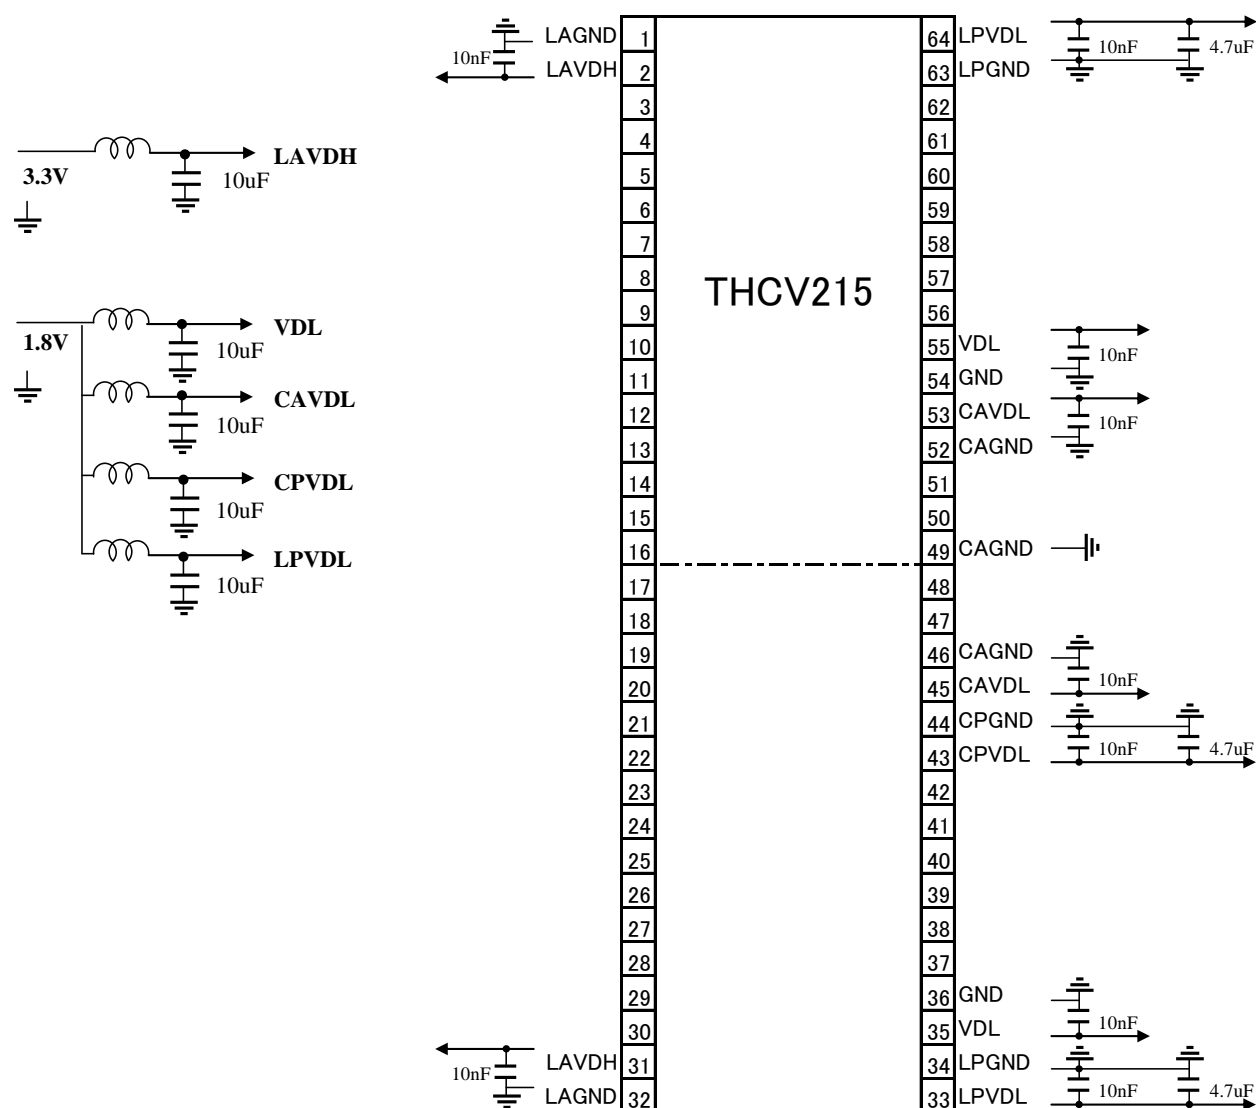 LAGND 1 64 LPVDL
10nF 10nF 4.7uF
LAVDH 2 63 LPGND
3 62
4 61
LAVDH
3.3V 10uF
5 60
6 59
7 58
8 57
THCV215
9 56
VDL
1.8V 10uF
10 55 VDL
10nF
11 54 GND
CAVDL
10uF
12 53 CAVDL
10nF
13 52 CAGND
CPVDL
10uF
14 51
15 50
LPVDL
10uF
16 49 CAGND
17 48
18 47
19 46 CAGND
10nF
20 45 CAVDL
21 44 CPGND
10nF 4.7uF
22 43 CPVDL
23 42
24 41
25 40
26 39
27 38
28 37
29 36 GND
10nF
30 35 VDL
LAVDH 31 34 LPGND
10nF 10nF 4.7uF
LAGND 32 33 LPVDL